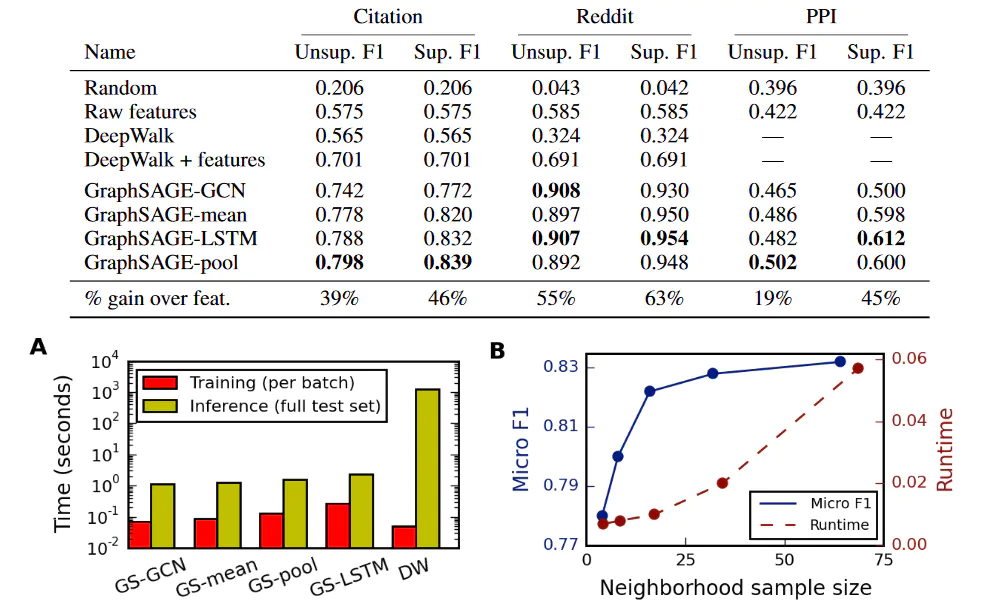 Citation Reddit PPI
Name Unsup. F1 Sup. F1 Unsup. F1 Sup. F1 Unsup. F1 Sup. F1
Random 0.206 0.206 0.043 0.042 0.396 0.396
Raw features 0.575 0.575 0.585 0.585 0.422 0.422
DeepWalk 0.565 0.565 0.324 0.324 — —
DeepWalk + features 0.701 0.701 0.691 0.691 — —
GraphSAGE-GCN 0.742 0.772 0.908 0.930 0.465 0.500
GraphSAGE-mean 0.778 0.820 0.897 0.950 0.486 0.598
GraphSAGE-LSTM 0.788 0.832 0.907 0.954 0.482 0.612
GraphSAGE-pool 0.798 0.839 0.892 0.948 0.502 0.600
% gain over feat. 39% 46% 55% 63% 19% 45%
A
Time (seconds)
10^4
10^3
10^2
10^1
10^0
10^-1
10^-2
Training (per batch)
Inference (full test set)
GS-GCN GS-mean GS-pool GS-LSTM DW
B
Micro F1
0.83
0.81
0.79
0.77
Micro F1
Runtime
0.06
0.04
0.02
0.00
Runtime
0 25 50 75
Neighborhood sample size